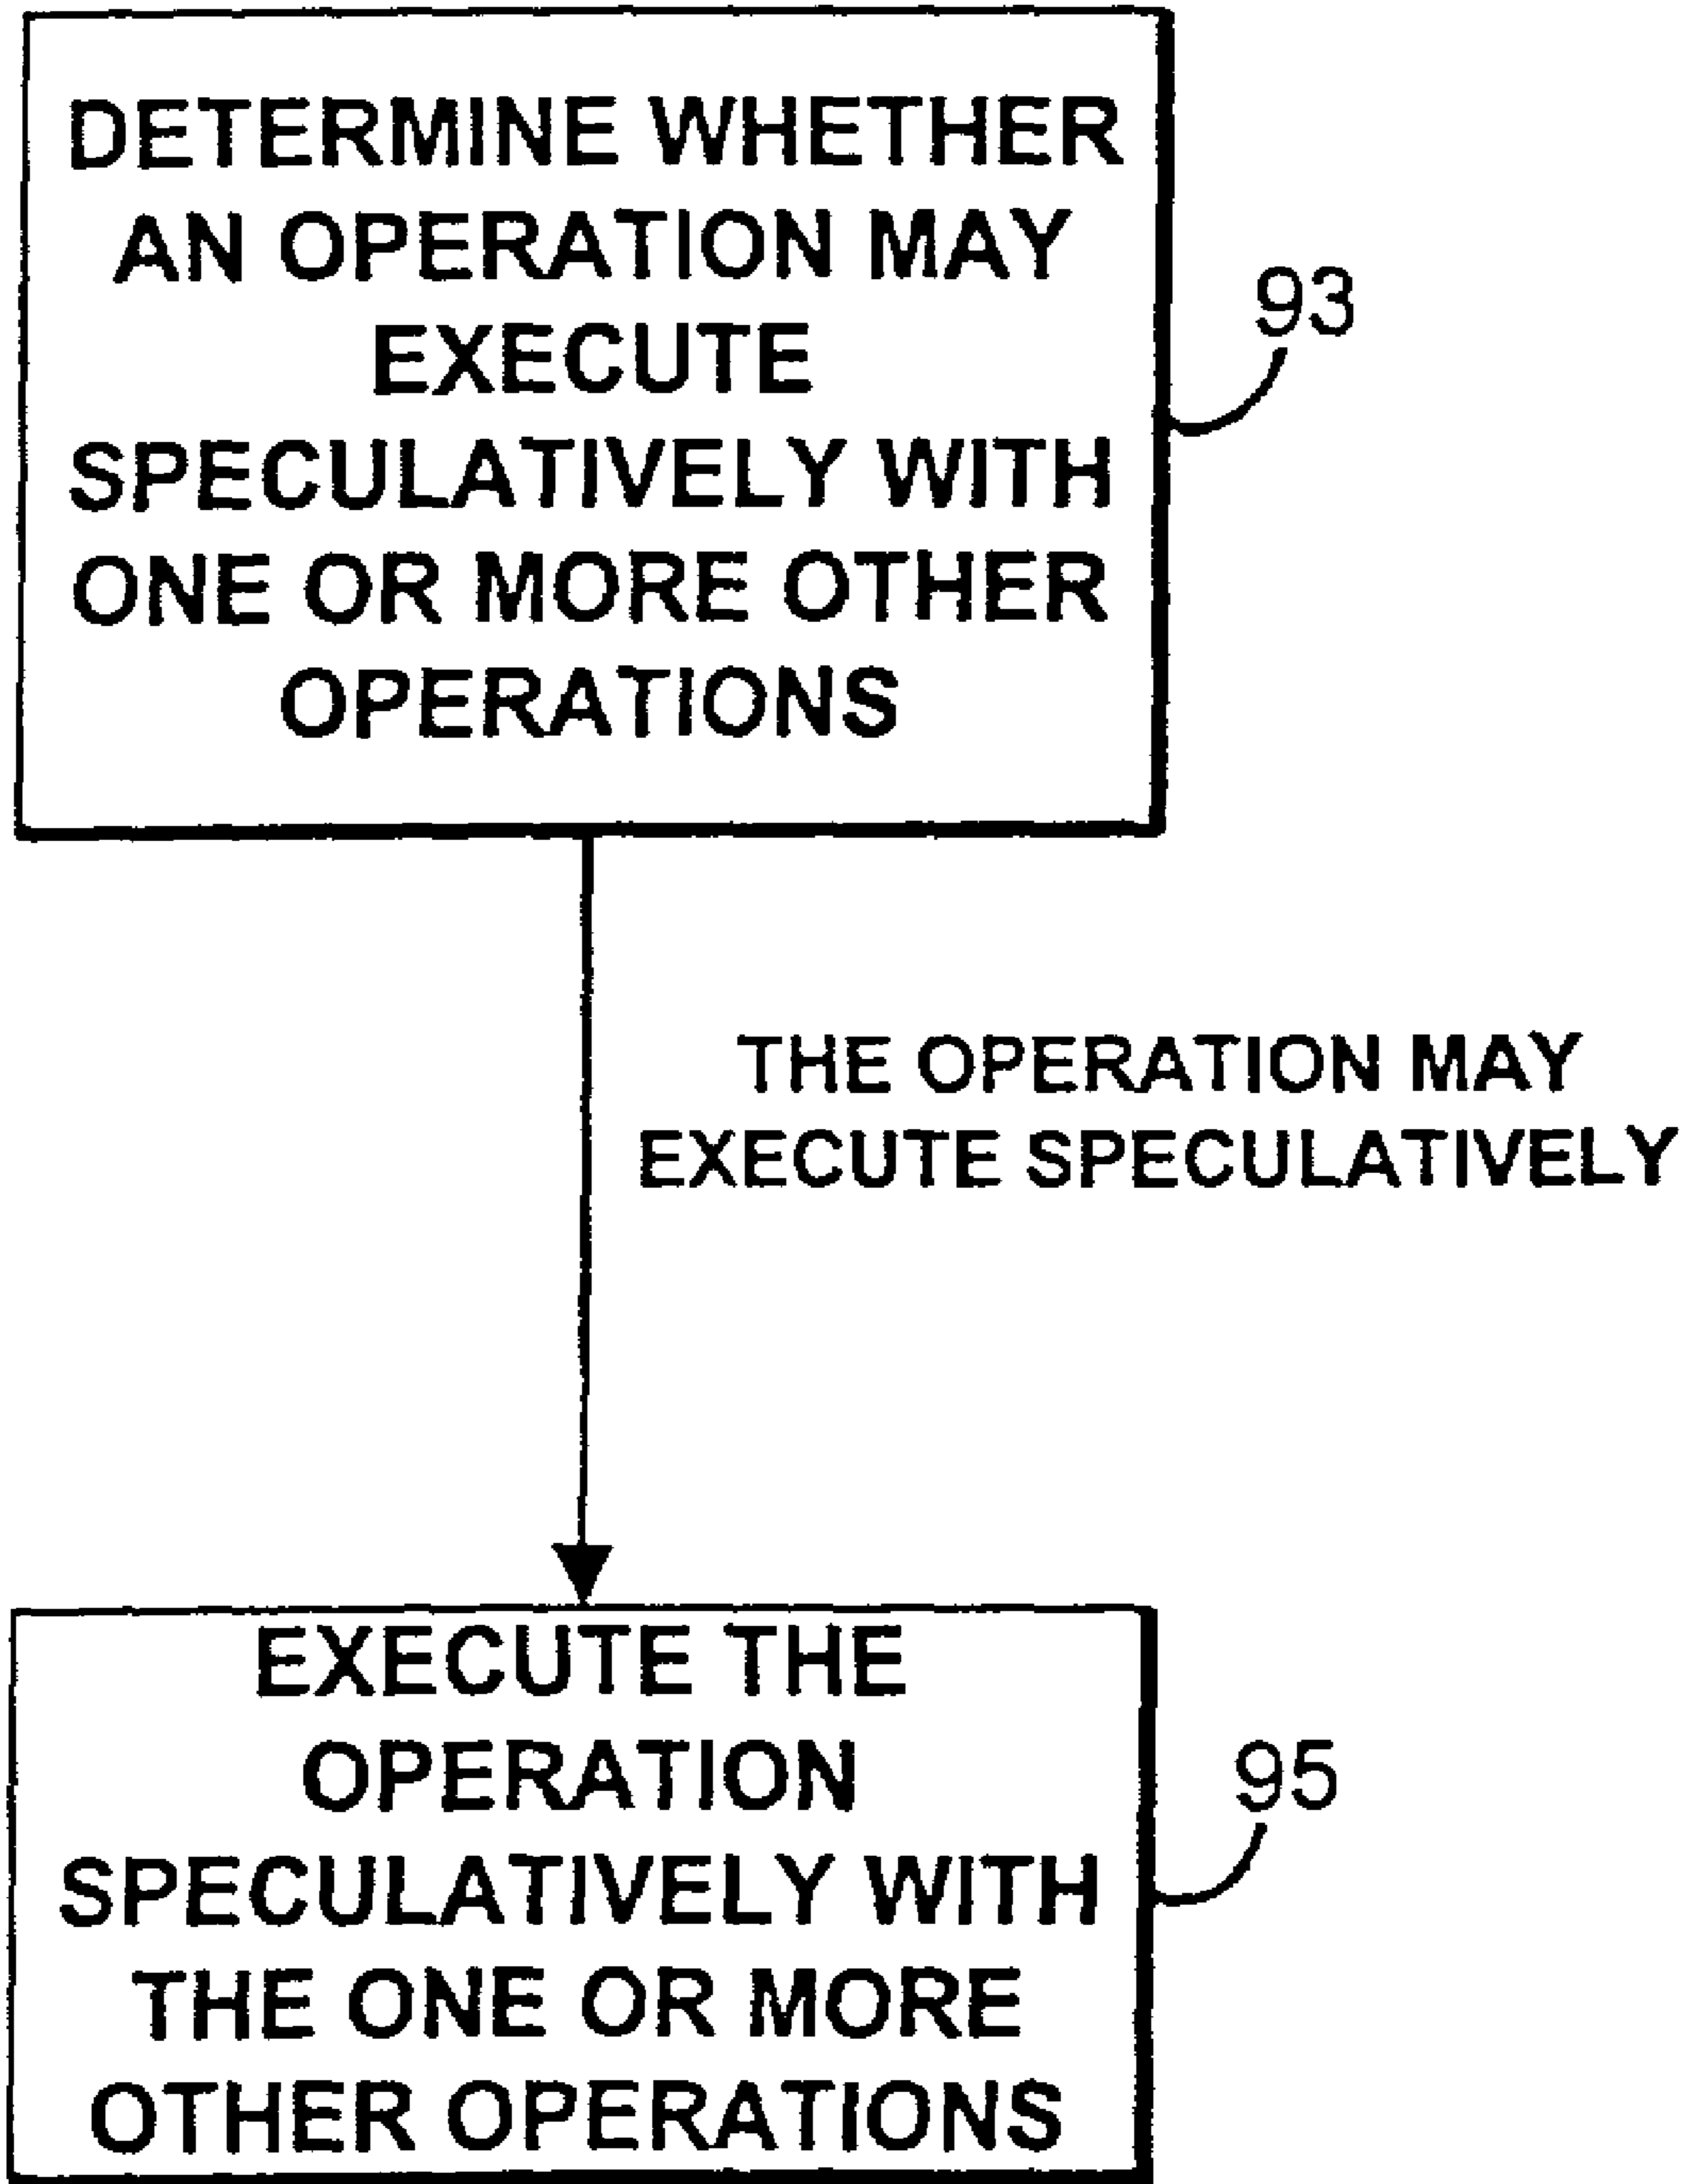 DETERMINE WHETHER
AN OPERATION MAY
EXECUTE
SPECULATIVELY WITH
ONE OR MORE OTHER
OPERATIONS
93
THE OPERATION MAY
EXECUTE SPECULATIVELY
EXECUTE THE
OPERATION
SPECULATIVELY WITH
THE ONE OR MORE
OTHER OPERATIONS
95